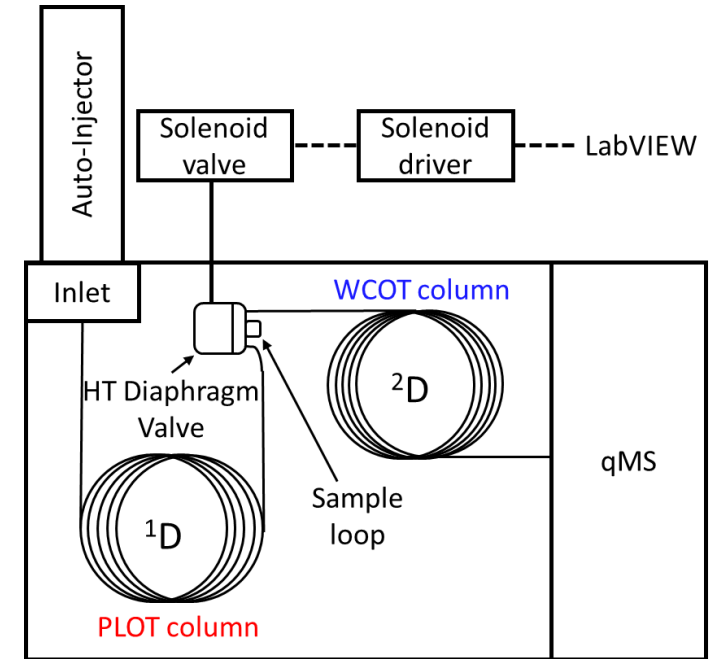 Auto-Injector
Solenoid
valve
Solenoid
driver
LabVIEW
Inlet
WCOT column
²D
HT Diaphragm
Valve
Sample
loop
qMS
¹D
PLOT column